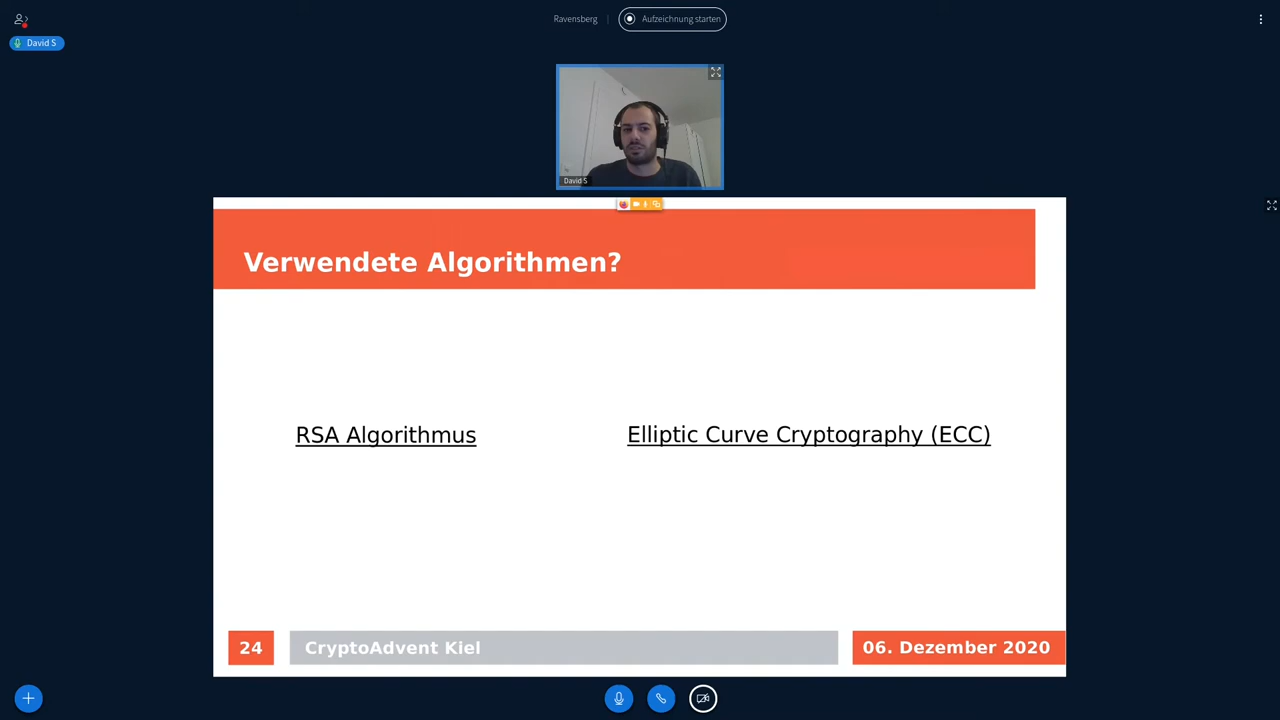 Ravensberg
Aufzeichnung starten
David S
David S
Verwendete Algorithmen?
RSA Algorithmus
Elliptic Curve Cryptography (ECC)
24
CryptoAdvent Kiel
06. Dezember 2020